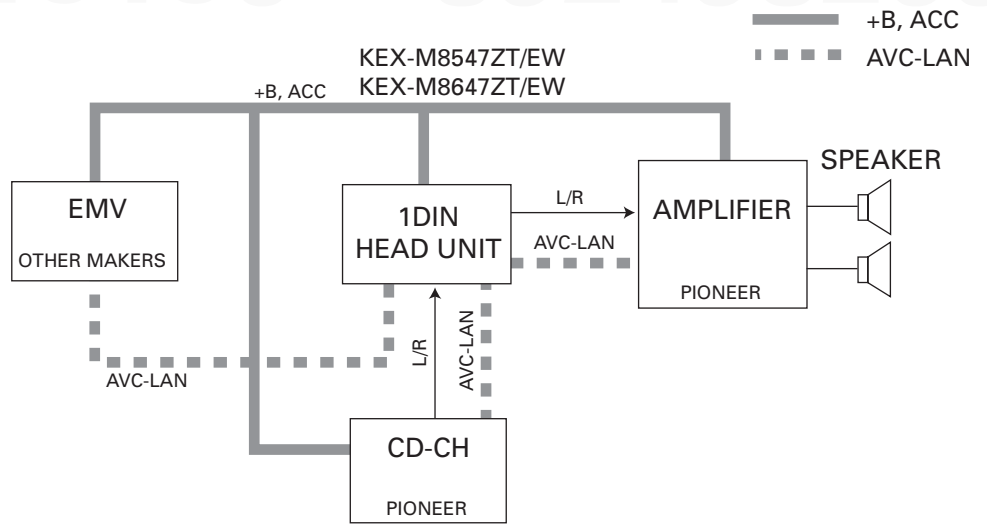 +B, ACC
AVC-LAN
KEX-M8547ZT/EW
KEX-M8647ZT/EW
+B, ACC
SPEAKER
EMV
OTHER MAKERS
1DIN
HEAD UNIT
L/R
AVC-LAN
AMPLIFIER
PIONEER
AVC-LAN
L/R
AVC-LAN
CD-CH
PIONEER